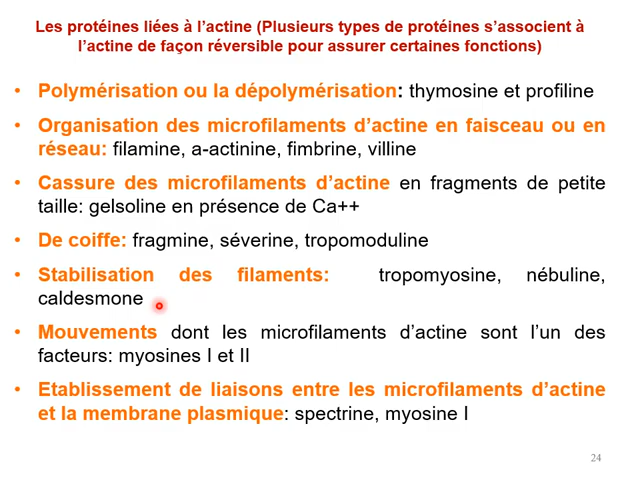 Les protéines liées à l'actine (Plusieurs types de protéines s'associent à
l'actine de façon réversible pour assurer certaines fonctions)
• Polymérisation ou la dépolymérisation: thymosine et profiline
• Organisation des microfilaments d'actine en faisceau ou en
réseau: filamine, a-actinine, fimbrine, villine
• Cassure des microfilaments d'actine en fragments de petite
taille: gelsoline en présence de Ca++
• De coiffe: fragmine, séverine, tropomoduline
• Stabilisation des filaments: tropomyosine, nébuline,
caldesmone
• Mouvements dont les microfilaments d'actine sont l'un des
facteurs: myosines I et II
• Etablissement de liaisons entre les microfilaments d'actine
et la membrane plasmique: spectrine, myosine I
24